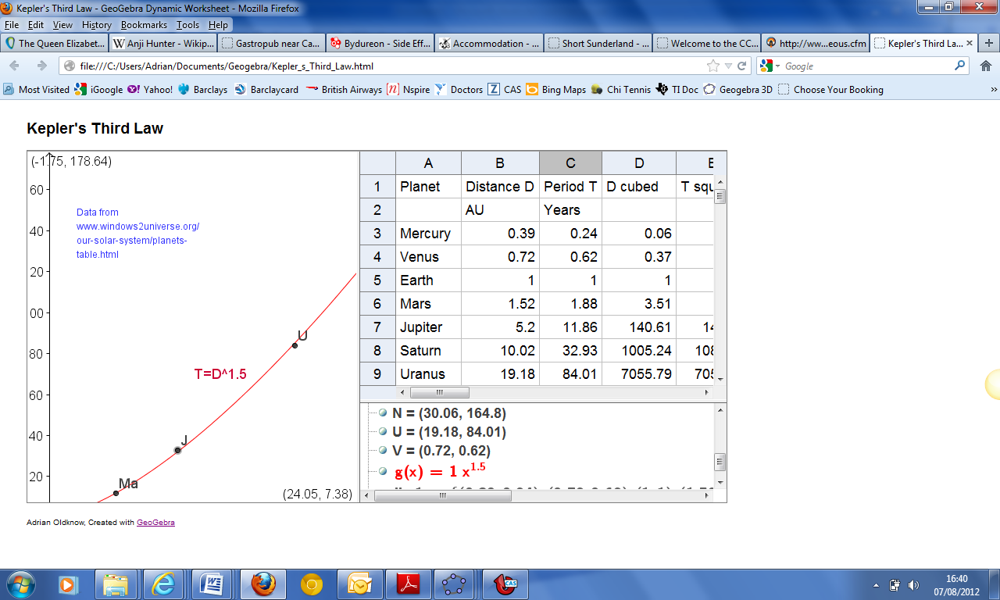 Kepler's Third Law - GeoGebra Dynamic Worksheet - Mozilla Firefox
File Edit View History Bookmarks Tools Help
The Queen Elizabet... Anji Hunter - Wikip... Gastropub near Ca... Bydureon - Side Eff... Accommodation - ... Short Sunderland - ... Welcome to the CC... http://ww...eous.cfm Kepler's Third La...
file:///C:/Users/Adrian/Documents/Geogebra/Kepler_s_Third_Law.html Google
Most Visited iGoogle Yahoo! Barclays Barclaycard British Airways Nspire Doctors CAS Bing Maps Chi Tennis TI Doc Geogebra 3D Choose Your Booking »
Kepler's Third Law
(-1.75, 178.64)
60
40
20
00
80
60
40
20
Data from
www.windows2universe.org/
our-solar-system/planets-
table.html
U
T=D^1.5
J
Ma
(24.05, 7.38)
A B C D E
1 Planet Distance D Period T D cubed T squ
2 AU Years
3 Mercury 0.39 0.24 0.06
4 Venus 0.72 0.62 0.37
5 Earth 1 1 1
6 Mars 1.52 1.88 3.51
7 Jupiter 5.2 11.86 140.61 14
8 Saturn 10.02 32.93 1005.24 108
9 Uranus 19.18 84.01 7055.79 705
N = (30.06, 164.8)
U = (19.18, 84.01)
V = (0.72, 0.62)
g(x) = 1 x^1.5
Adrian Oldknow, Created with GeoGebra
CAS
16:40
07/08/2012